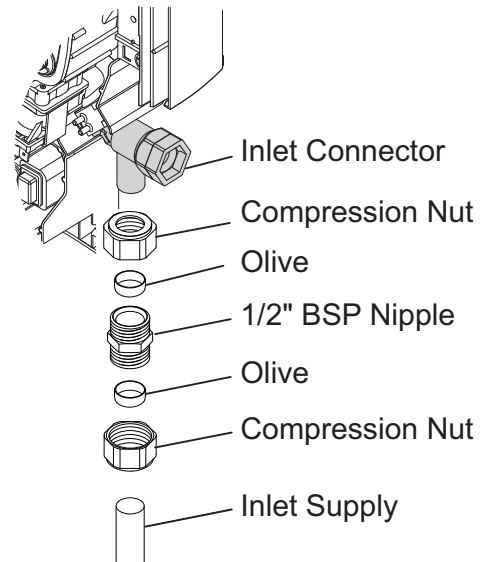 Inlet Connector
Compression Nut
Olive
1/2" BSP Nipple
Olive
Compression Nut
Inlet Supply